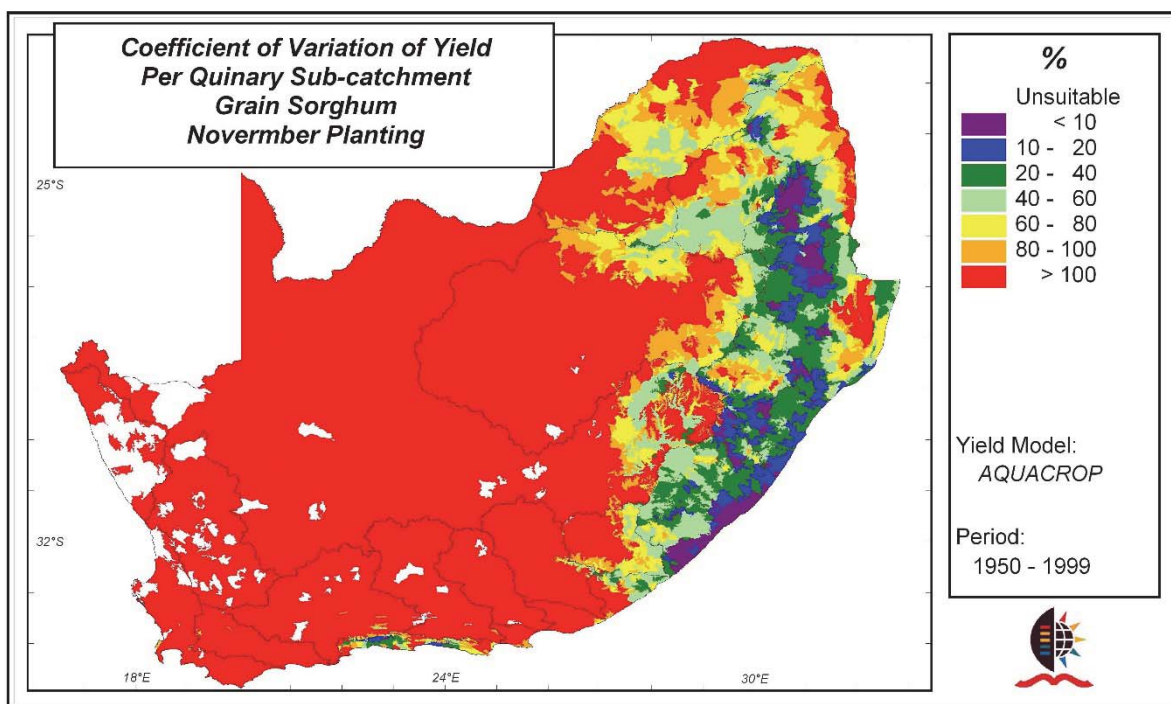 Coefficient of Variation of Yield
Per Quinary Sub-catchment
Grain Sorghum
Novermber Planting
%
Unsuitable
< 10
10 - 20
20 - 40
40 - 60
60 - 80
80 - 100
> 100
25°S
32°S
18°E
24°E
30°E
Yield Model:
AQUACROP
Period:
1950 - 1999